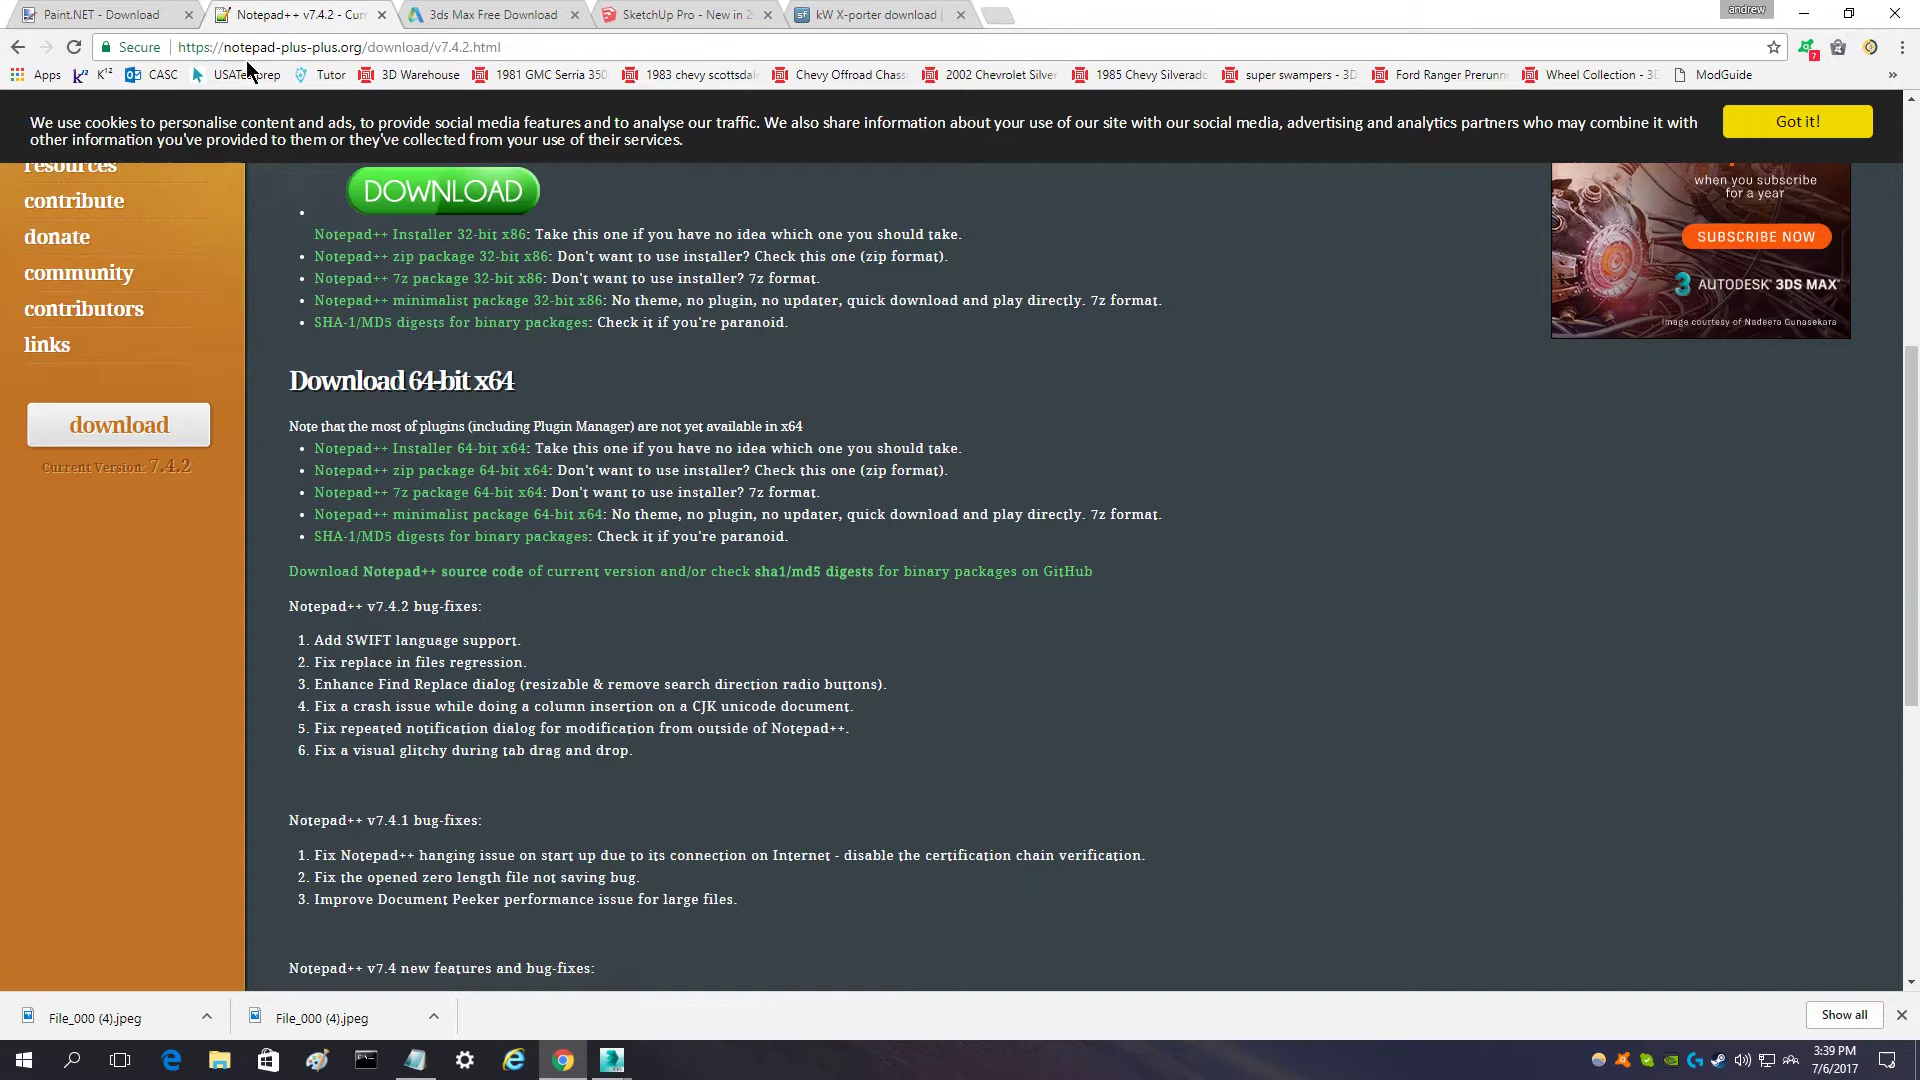 Paint.NET - Download
Notepad++ v7.4.2 - Curr
3ds Max Free Download
SketchUp Pro - New in 2
kW X-porter download
andrew
Secure
https://notepad-plus-plus.org/download/v7.4.2.html
7
Apps
K¹²
CASC
USATestprep
Tutor
3D Warehouse
1981 GMC Serria 350
1983 chevy scottsdal
Chevy Offroad Chass
2002 Chevrolet Silver
1985 Chevy Silverado
super swampers - 3D
Ford Ranger Prerunn
Wheel Collection - 3D
ModGuide
»
We use cookies to personalise content and ads, to provide social media features and to analyse our traffic. We also share information about your use of our site with our social media, advertising and analytics partners who may combine it with
other information you've provided to them or they've collected from your use of their services.
Got it!
resources
contribute
donate
community
contributors
links
download
Current Version: 7.4.2
DOWNLOAD
Notepad++ Installer 32-bit x86: Take this one if you have no idea which one you should take.
Notepad++ zip package 32-bit x86: Don't want to use installer? Check this one (zip format).
Notepad++ 7z package 32-bit x86: Don't want to use installer? 7z format.
Notepad++ minimalist package 32-bit x86: No theme, no plugin, no updater, quick download and play directly. 7z format.
SHA-1/MD5 digests for binary packages: Check it if you're paranoid.
Download 64-bit x64
Note that the most of plugins (including Plugin Manager) are not yet available in x64
Notepad++ Installer 64-bit x64: Take this one if you have no idea which one you should take.
Notepad++ zip package 64-bit x64: Don't want to use installer? Check this one (zip format).
Notepad++ 7z package 64-bit x64: Don't want to use installer? 7z format.
Notepad++ minimalist package 64-bit x64: No theme, no plugin, no updater, quick download and play directly. 7z format.
SHA-1/MD5 digests for binary packages: Check it if you're paranoid.
Download Notepad++ source code of current version and/or check sha1/md5 digests for binary packages on GitHub
Notepad++ v7.4.2 bug-fixes:
1. Add SWIFT language support.
2. Fix replace in files regression.
3. Enhance Find Replace dialog (resizable & remove search direction radio buttons).
4. Fix a crash issue while doing a column insertion on a CJK unicode document.
5. Fix repeated notification dialog for modification from outside of Notepad++.
6. Fix a visual glitchy during tab drag and drop.
Notepad++ v7.4.1 bug-fixes:
1. Fix Notepad++ hanging issue on start up due to its connection on Internet - disable the certification chain verification.
2. Fix the opened zero length file not saving bug.
3. Improve Document Peeker performance issue for large files.
Notepad++ v7.4 new features and bug-fixes:
when you subscribe
for a year
SUBSCRIBE NOW
3 AUTODESK® 3DS MAX®
Image courtesy of Nadeera Gunasekara
File_000 (4).jpeg
File_000 (4).jpeg
Show all
3:39 PM
7/6/2017